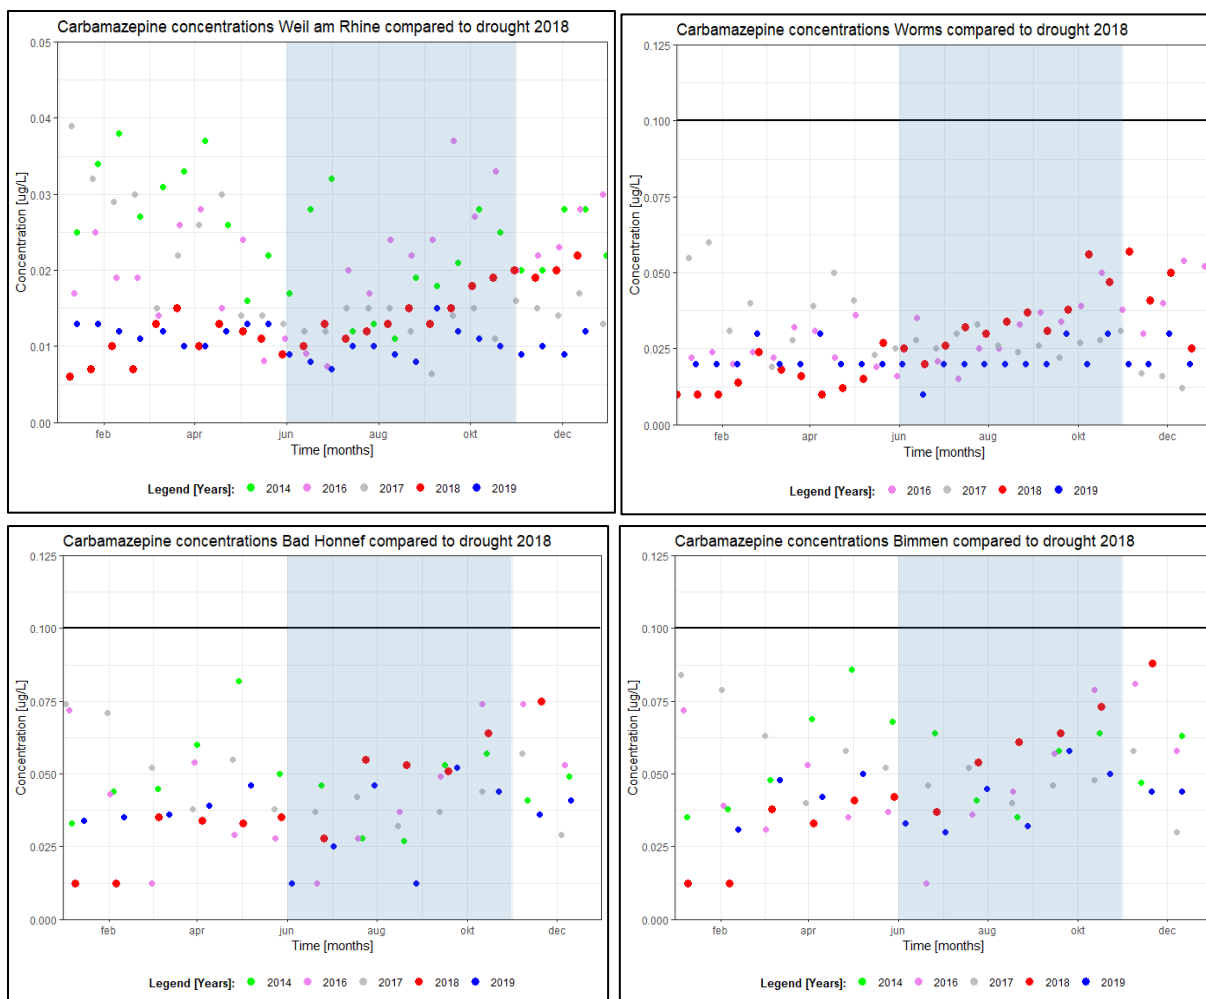 Carbamazepine concentrations Weil am Rhine compared to drought 2018
0.05
0.04
0.03
0.02
0.01
0.00
Concentration [ug/L]
feb apr jun aug okt dec
Time [months]
Legend [Years]: 2014 2016 2017 2018 2019
Carbamazepine concentrations Worms compared to drought 2018
0.125
0.100
0.075
0.050
0.025
0.000
Concentration [ug/L]
feb apr jun aug okt dec
Time [months]
Legend [Years]: 2016 2017 2018 2019
Carbamazepine concentrations Bad Honnef compared to drought 2018
0.125
0.100
0.075
0.050
0.025
0.000
Concentration [ug/L]
feb apr jun aug okt dec
Time [months]
Legend [Years]: 2014 2016 2017 2018 2019
Carbamazepine concentrations Bimmen compared to drought 2018
0.125
0.100
0.075
0.050
0.025
0.000
Concentration [ug/L]
feb apr jun aug okt dec
Time [months]
Legend [Years]: 2014 2016 2017 2018 2019